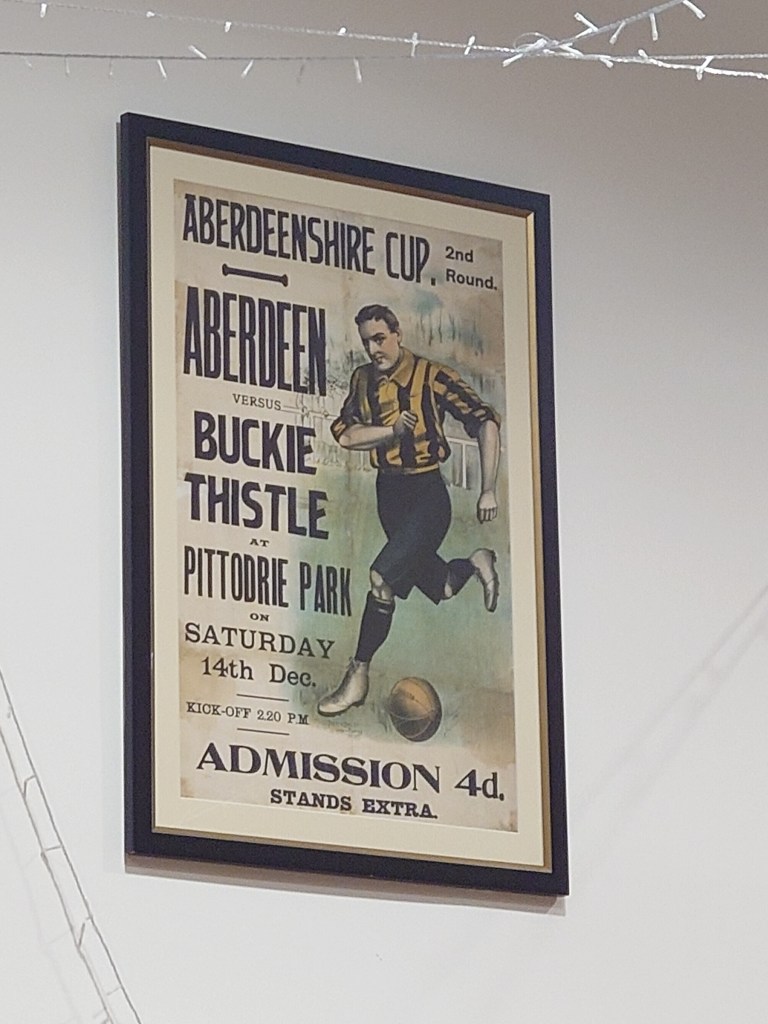 ABERDEENSHIRE CUP. 2nd Round.
ABERDEEN
VERSUS
BUCKIE
THISTLE
AT
PITTODRIE PARK
ON
SATURDAY
14th Dec.
KICK-OFF 2.20 P.M
ADMISSION 4d.
STANDS EXTRA.